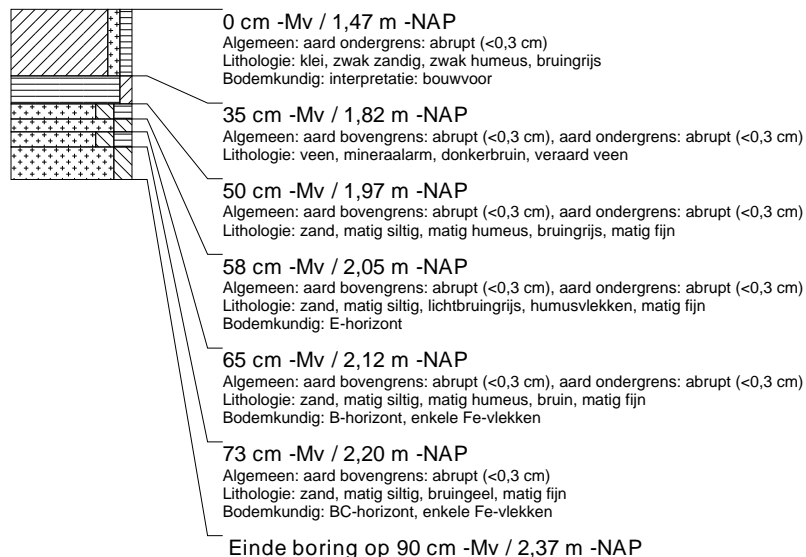 0 cm -Mv / 1,47 m -NAP
Algemeen: aard ondergrens: abrupt (<0,3 cm)
Lithologie: klei, zwak zandig, zwak humeus, bruingrijs
Bodemkundig: interpretatie: bouwvoor
35 cm -Mv / 1,82 m -NAP
Algemeen: aard bovengrens: abrupt (<0,3 cm), aard ondergrens: abrupt (<0,3 cm)
Lithologie: veen, mineraalarm, donkerbruin, veraard veen
50 cm -Mv / 1,97 m -NAP
Algemeen: aard bovengrens: abrupt (<0,3 cm), aard ondergrens: abrupt (<0,3 cm)
Lithologie: zand, matig siltig, matig humeus, bruingrijs, matig fijn
58 cm -Mv / 2,05 m -NAP
Algemeen: aard bovengrens: abrupt (<0,3 cm), aard ondergrens: abrupt (<0,3 cm)
Lithologie: zand, matig siltig, lichtbruingrijs, humusvlekken, matig fijn
Bodemkundig: E-horizont
65 cm -Mv / 2,12 m -NAP
Algemeen: aard bovengrens: abrupt (<0,3 cm), aard ondergrens: abrupt (<0,3 cm)
Lithologie: zand, matig siltig, matig humeus, bruin, matig fijn
Bodemkundig: B-horizont, enkele Fe-vlekken
73 cm -Mv / 2,20 m -NAP
Algemeen: aard bovengrens: abrupt (<0,3 cm)
Lithologie: zand, matig siltig, bruingeel, matig fijn
Bodemkundig: BC-horizont, enkele Fe-vlekken
Einde boring op 90 cm -Mv / 2,37 m -NAP